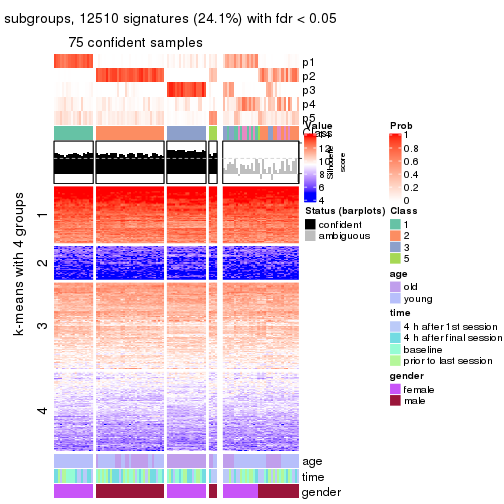 subgroups, 12510 signatures (24.1%) with fdr < 0.05
75 confident samples
p1
p2
p3
p4
p5
Class
Silhouette
score
k-means with 4 groups
1
2
3
4
age
time
gender
Value
14
12
10
8
6
4
Status (barplots)
confident
ambiguous
Prob
1
0.8
0.6
0.4
0.2
0
Class
1
2
3
5
age
old
young
time
4 h after 1st session
4 h after final session
baseline
prior to last session
gender
female
male